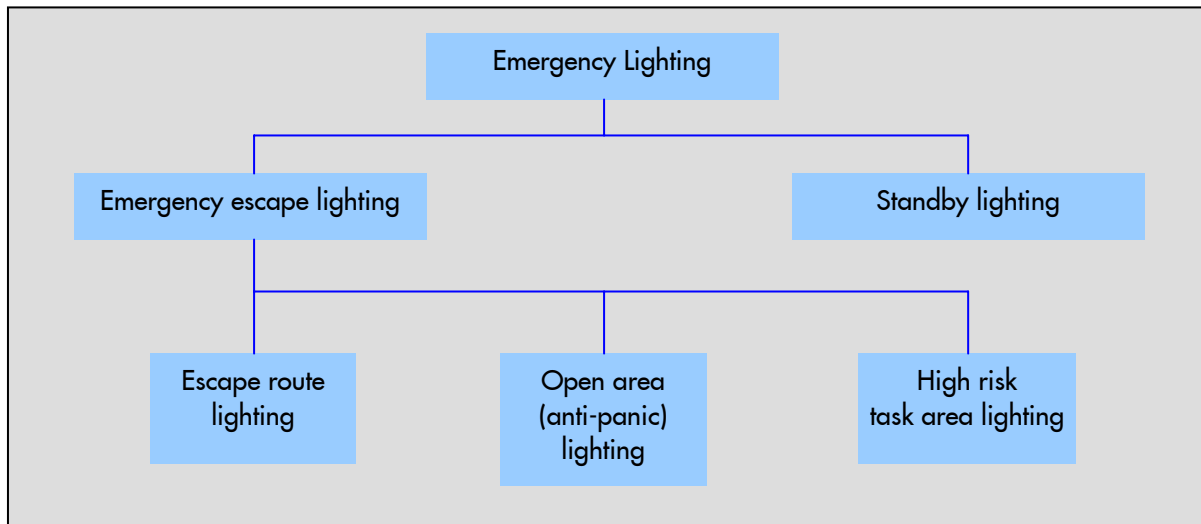 Emergency Lighting
Emergency escape lighting
Standby lighting
Escape route
lighting
Open area
(anti-panic)
lighting
High risk
task area lighting